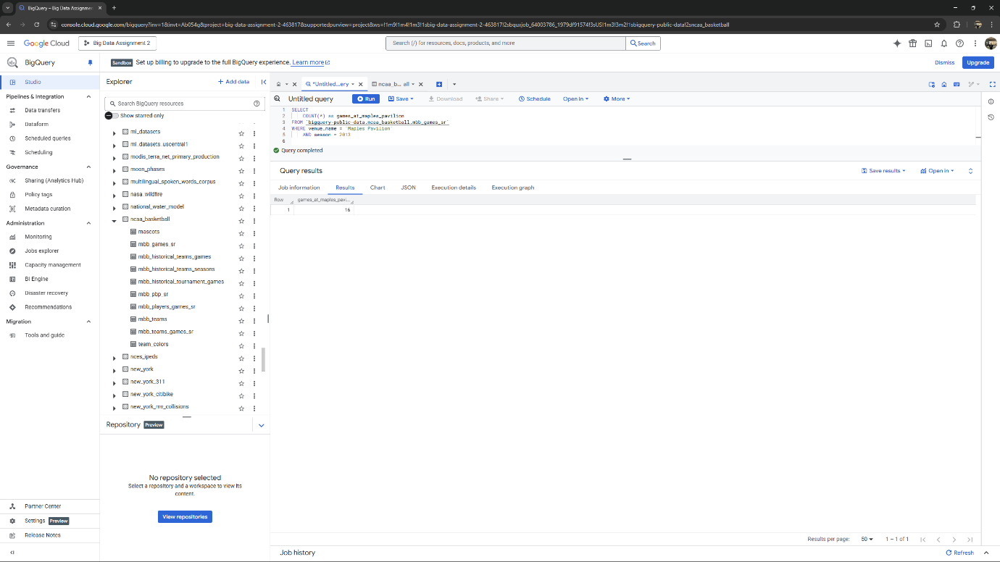 BigQuery – Big Data Assignmen
console.cloud.google.com/bigquery?inv=1&invt=Ab054g&project=big-data-assignment-2-463817&supportedpurview=project&ws=!1m9!1m4!1m3!1sbig-data-assignment-2-463817!2sbquxjob_64003786_1979df91574!3sUS!1m3!3m2!1sbigquery-public-data!2sncaa_basketball
Google Cloud
Big Data Assignment 2
Search (/) for resources, docs, products, and more
Search
BigQuery
Sandbox Set up billing to upgrade to the full BigQuery experience. Learn more
Dismiss
Upgrade
Studio
Pipelines & Integration
Data transfers
Dataform
Scheduled queries
Scheduling
Governance
Sharing (Analytics Hub)
Policy tags
Metadata curation
Administration
Monitoring
Jobs explorer
Capacity management
BI Engine
Disaster recovery
Recommendations
Migration
Tools and guide
Partner Center
Settings Preview
Release Notes
Explorer
+ Add data
Search BigQuery resources
Show starred only
ml_datasets
ml_datasets_uscentral1
modis_terra_net_primary_production
moon_phases
multilingual_spoken_words_corpus
nasa_wildfire
national_water_model
ncaa_basketball
mascots
mbb_games_sr
mbb_historical_teams_games
mbb_historical_teams_seasons
mbb_historical_tournament_games
mbb_pbp_sr
mbb_players_games_sr
mbb_teams
mbb_teams_games_sr
team_colors
nces_ipeds
new_york
new_york_311
new_york_citibike
new_york_mv_collisions
Repository Preview
No repository selected
Select a repository and a workspace to view its
content.
View repositories
*Untitled...ery
ncaa_b... all
Untitled query
Run
Save
Download
Share
Schedule
Open in
More
1 SELECT
2 COUNT(*) as games_at_maples_pavilion
3 FROM `bigquery-public-data.ncaa_basketball.mbb_games_sr`
4 WHERE venue_name = 'Maples Pavilion'
5 AND season = 2013
6
Query completed
Query results
Save results
Open in
Job information
Results
Chart
JSON
Execution details
Execution graph
Row games_at_maples_pavi...
1 16
Results per page: 50 1 – 1 of 1
Job history
Refresh